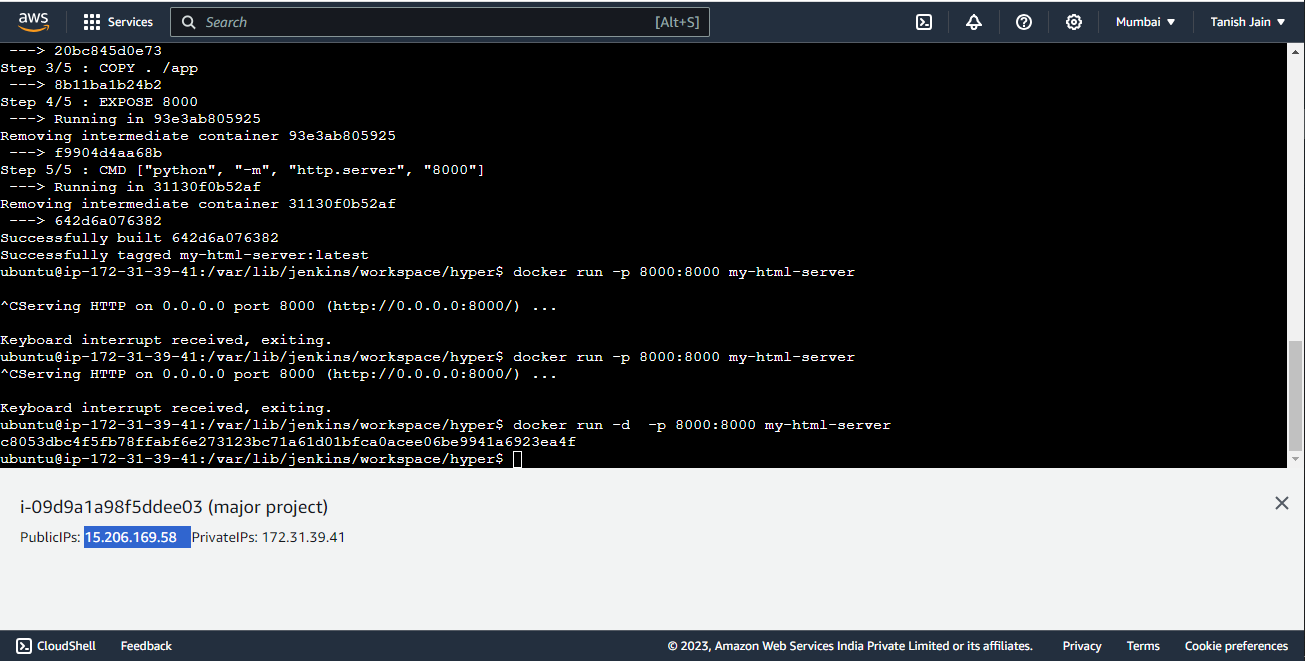 aws Services Search [Alt+S] Mumbai Tanish Jain
---> 20bc845d0e73
Step 3/5 : COPY . /app
---> 8b11ba1b24b2
Step 4/5 : EXPOSE 8000
---> Running in 93e3ab805925
Removing intermediate container 93e3ab805925
---> f9904d4aa68b
Step 5/5 : CMD ["python", "-m", "http.server", "8000"]
---> Running in 31130f0b52af
Removing intermediate container 31130f0b52af
---> 642d6a076382
Successfully built 642d6a076382
Successfully tagged my-html-server:latest
ubuntu@ip-172-31-39-41:/var/lib/jenkins/workspace/hyper$ docker run -p 8000:8000 my-html-server
^CServing HTTP on 0.0.0.0 port 8000 (http://0.0.0.0:8000/) ...
Keyboard interrupt received, exiting.
ubuntu@ip-172-31-39-41:/var/lib/jenkins/workspace/hyper$ docker run -p 8000:8000 my-html-server
^CServing HTTP on 0.0.0.0 port 8000 (http://0.0.0.0:8000/) ...
Keyboard interrupt received, exiting.
ubuntu@ip-172-31-39-41:/var/lib/jenkins/workspace/hyper$ docker run -d  -p 8000:8000 my-html-server
c8053dbc4f5fb78ffabf6e273123bc71a61d01bfca0acee06be9941a6923ea4f
ubuntu@ip-172-31-39-41:/var/lib/jenkins/workspace/hyper$
i-09d9a1a98f5ddee03 (major project)
PublicIPs: 15.206.169.58 PrivateIPs: 172.31.39.41
CloudShell Feedback © 2023, Amazon Web Services India Private Limited or its affiliates. Privacy Terms Cookie preferences